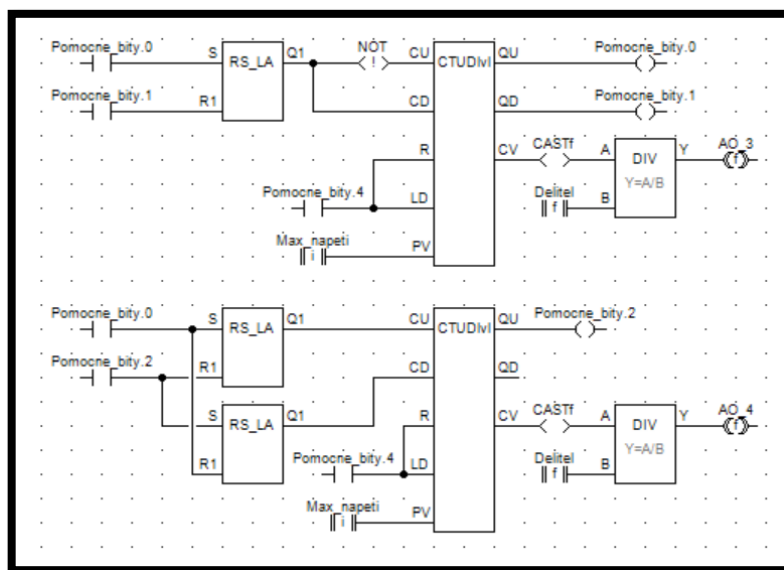 Pomocne_bity.0 S RS_LA Q1 NOT ! CU CTUDlvl QU Pomocne_bity.0
Pomocne_bity.1 R1 CD QD Pomocne_bity.1
R CV CASTf A DIV Y AO_3 f
Y=A/B
Pomocne_bity.4 LD Delitel f B
Max_napeti i PV
Pomocne_bity.0 S RS_LA Q1 CU CTUDlvl QU Pomocne_bity.2
Pomocne_bity.2 R1 CD QD
S RS_LA Q1 R CV CASTf A DIV Y AO_4 f
Y=A/B
R1 Pomocne_bity.4 LD Delitel f B
Max_napeti i PV